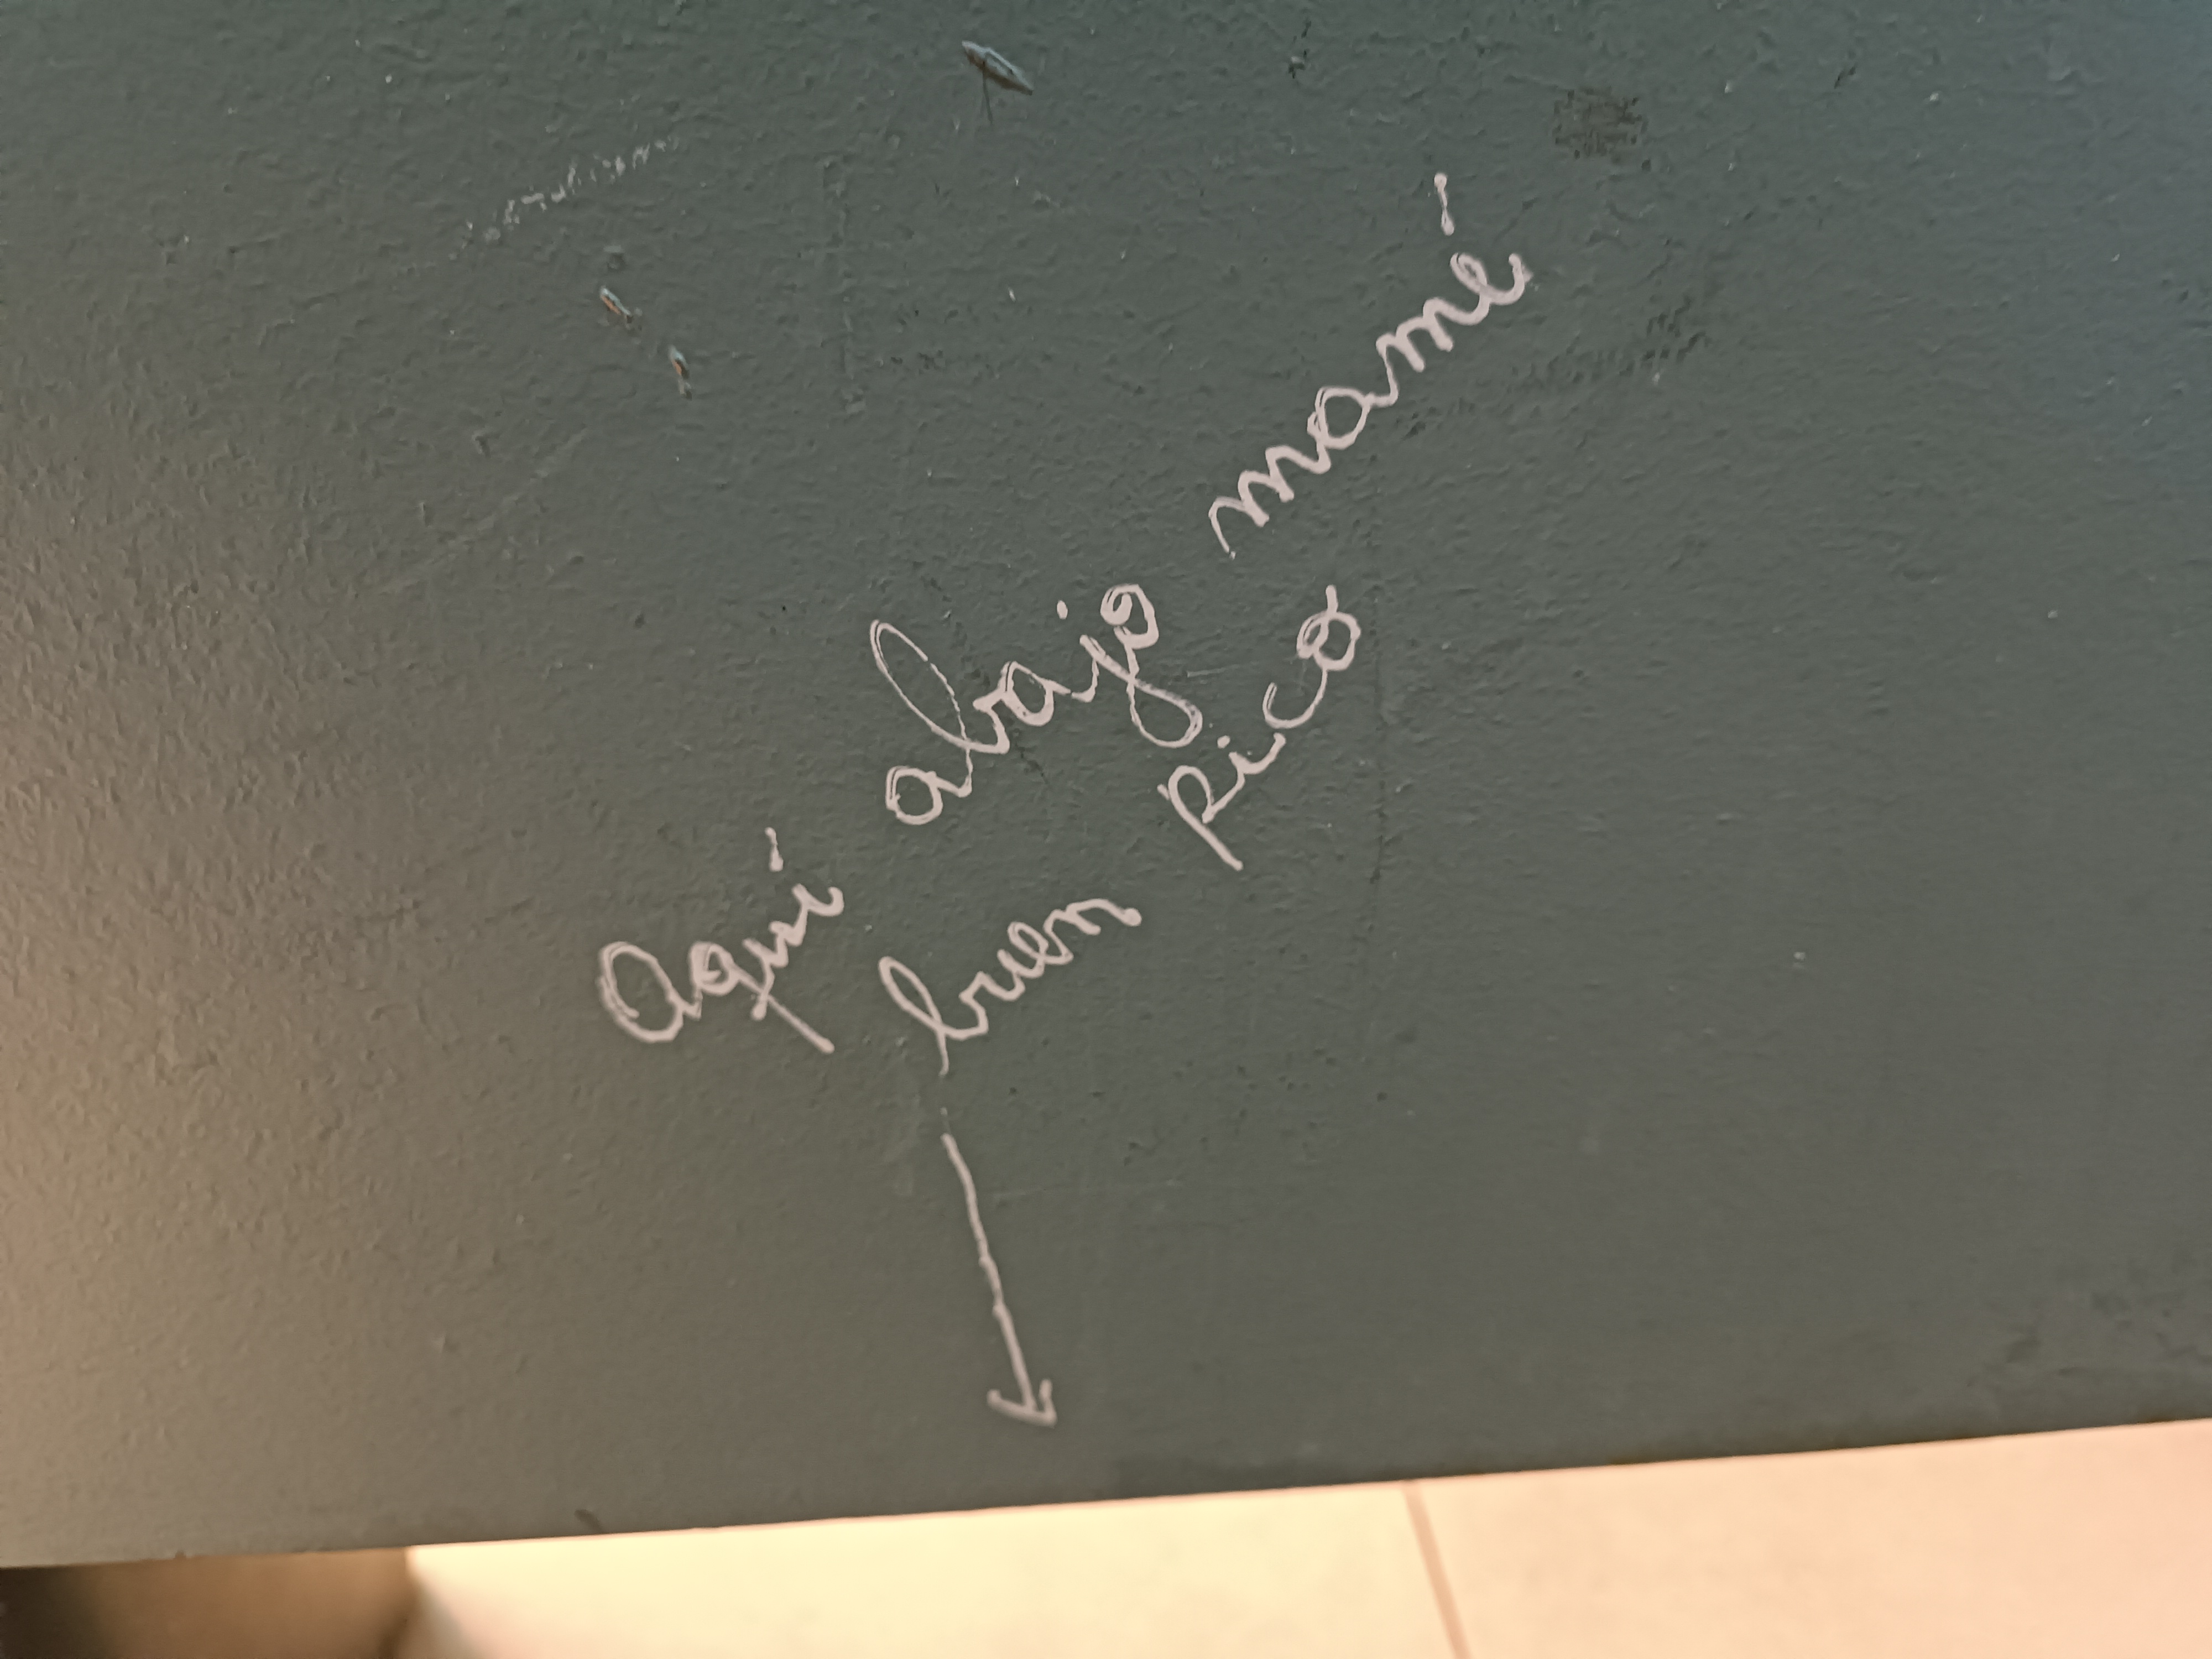 Aquí abajo mamé
buen pico